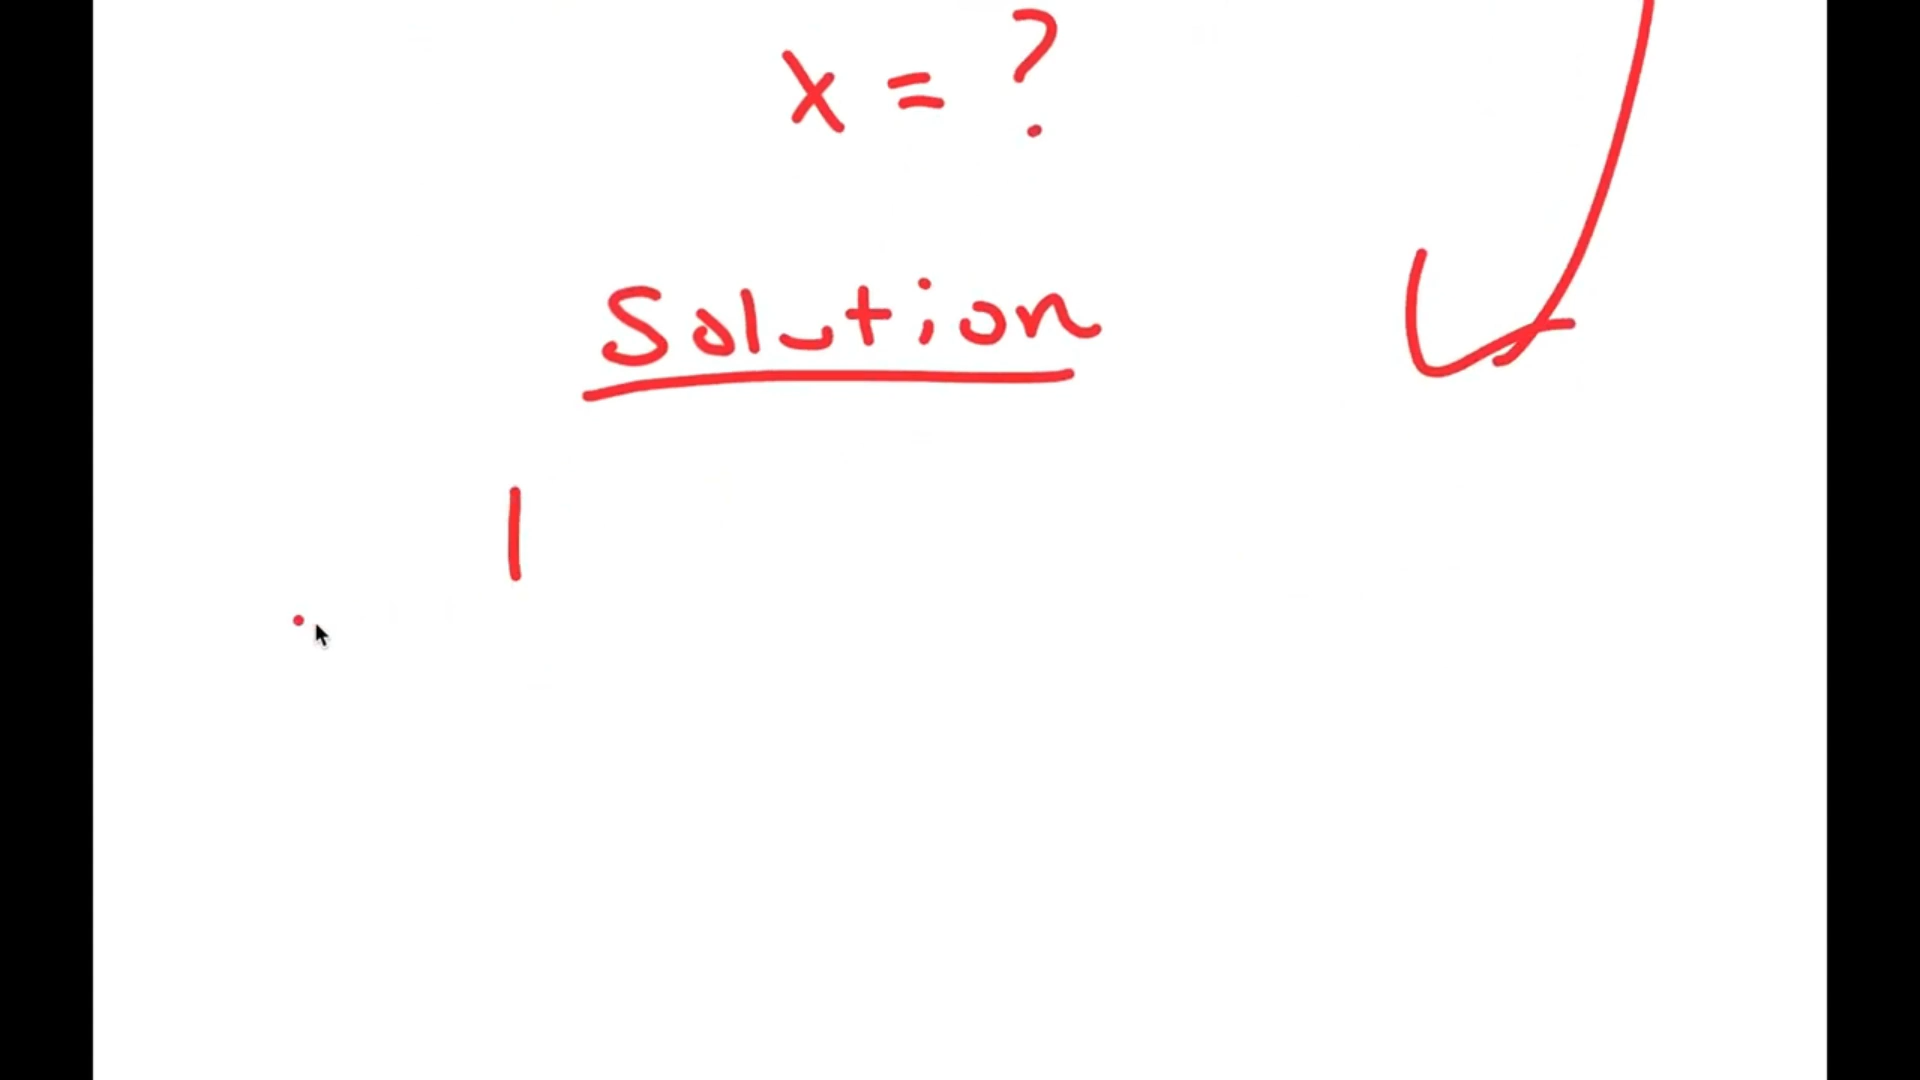 x = ?
Solution
1